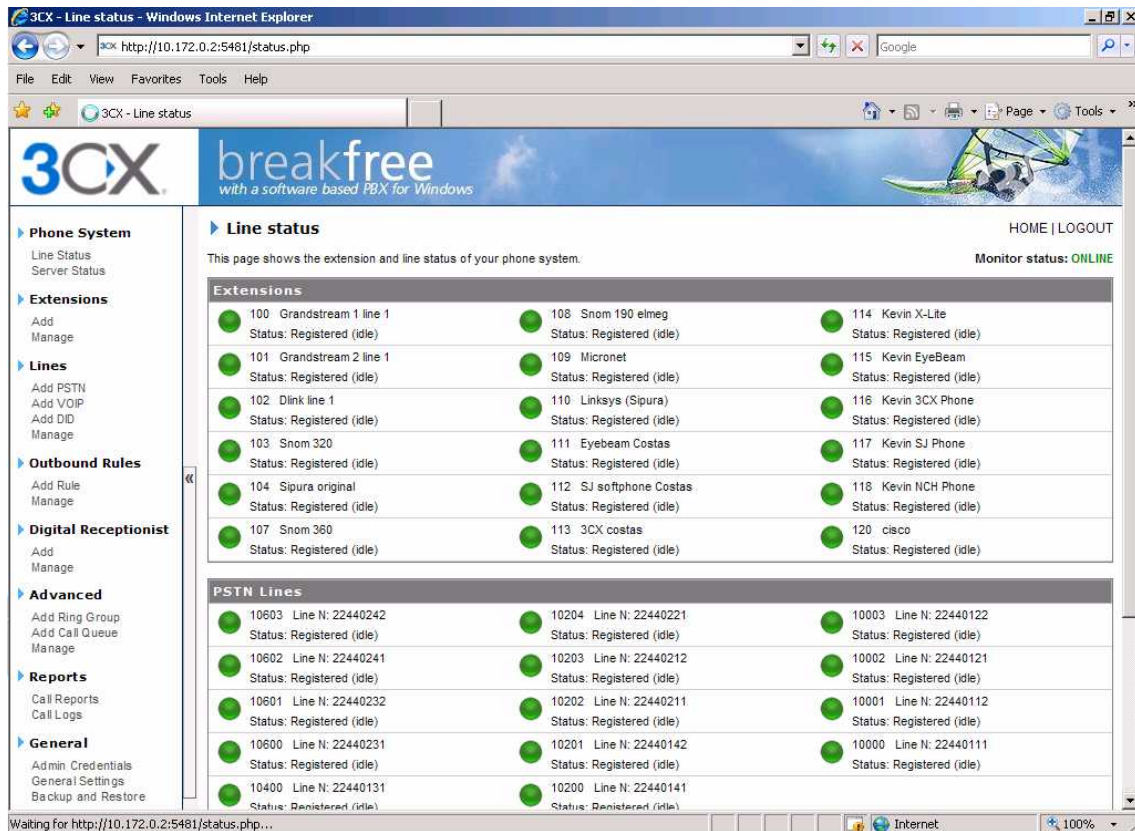 3CX - Line status - Windows Internet Explorer
3CX http://10.172.0.2:5481/status.php
Google
File Edit View Favorites Tools Help
3CX - Line status
Page Tools
3CX
breakfree
with a software based PBX for Windows
Phone System
Line Status
Server Status
Extensions
Add
Manage
Lines
Add PSTN
Add VOIP
Add DID
Manage
Outbound Rules
Add Rule
Manage
Digital Receptionist
Add
Manage
Advanced
Add Ring Group
Add Call Queue
Manage
Reports
Call Reports
Call Logs
General
Admin Credentials
General Settings
Backup and Restore
Line status
HOME | LOGOUT
This page shows the extension and line status of your phone system.
Monitor status: ONLINE
Extensions
100 Grandstream 1 line 1
Status: Registered (idle)
108 Snom 190 elmeg
Status: Registered (idle)
114 Kevin X-Lite
Status: Registered (idle)
101 Grandstream 2 line 1
Status: Registered (idle)
109 Micronet
Status: Registered (idle)
115 Kevin EyeBeam
Status: Registered (idle)
102 Dlink line 1
Status: Registered (idle)
110 Linksys (Sipura)
Status: Registered (idle)
116 Kevin 3CX Phone
Status: Registered (idle)
103 Snom 320
Status: Registered (idle)
111 Eyebeam Costas
Status: Registered (idle)
117 Kevin SJ Phone
Status: Registered (idle)
104 Sipura original
Status: Registered (idle)
112 SJ softphone Costas
Status: Registered (idle)
118 Kevin NCH Phone
Status: Registered (idle)
107 Snom 360
Status: Registered (idle)
113 3CX costas
Status: Registered (idle)
120 cisco
Status: Registered (idle)
PSTN Lines
10603 Line N: 22440242
Status: Registered (idle)
10204 Line N: 22440221
Status: Registered (idle)
10003 Line N: 22440122
Status: Registered (idle)
10602 Line N: 22440241
Status: Registered (idle)
10203 Line N: 22440212
Status: Registered (idle)
10002 Line N: 22440121
Status: Registered (idle)
10601 Line N: 22440232
Status: Registered (idle)
10202 Line N: 22440211
Status: Registered (idle)
10001 Line N: 22440112
Status: Registered (idle)
10600 Line N: 22440231
Status: Registered (idle)
10201 Line N: 22440142
Status: Registered (idle)
10000 Line N: 22440111
Status: Registered (idle)
10400 Line N: 22440131
Status: Registered (idle)
10200 Line N: 22440141
Status: Registered (idle)
Waiting for http://10.172.0.2:5481/status.php...
Internet
100%